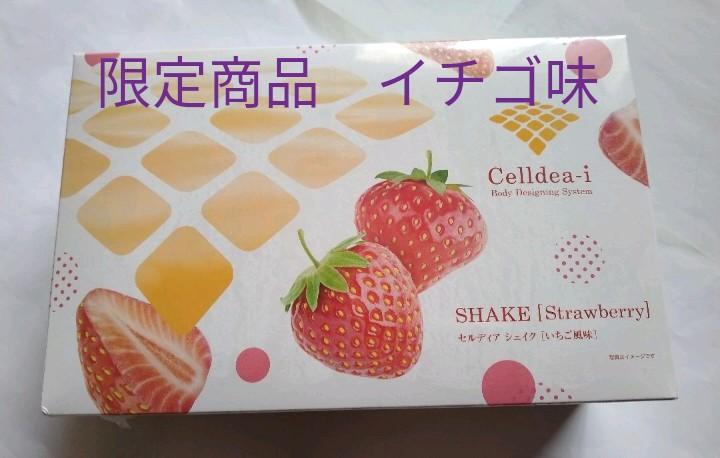 限定商品　イチゴ味
Celldea-i
Body Designing System
SHAKE [Strawberry]
セルディア シェイク [いちご風味]
写真はイメージです